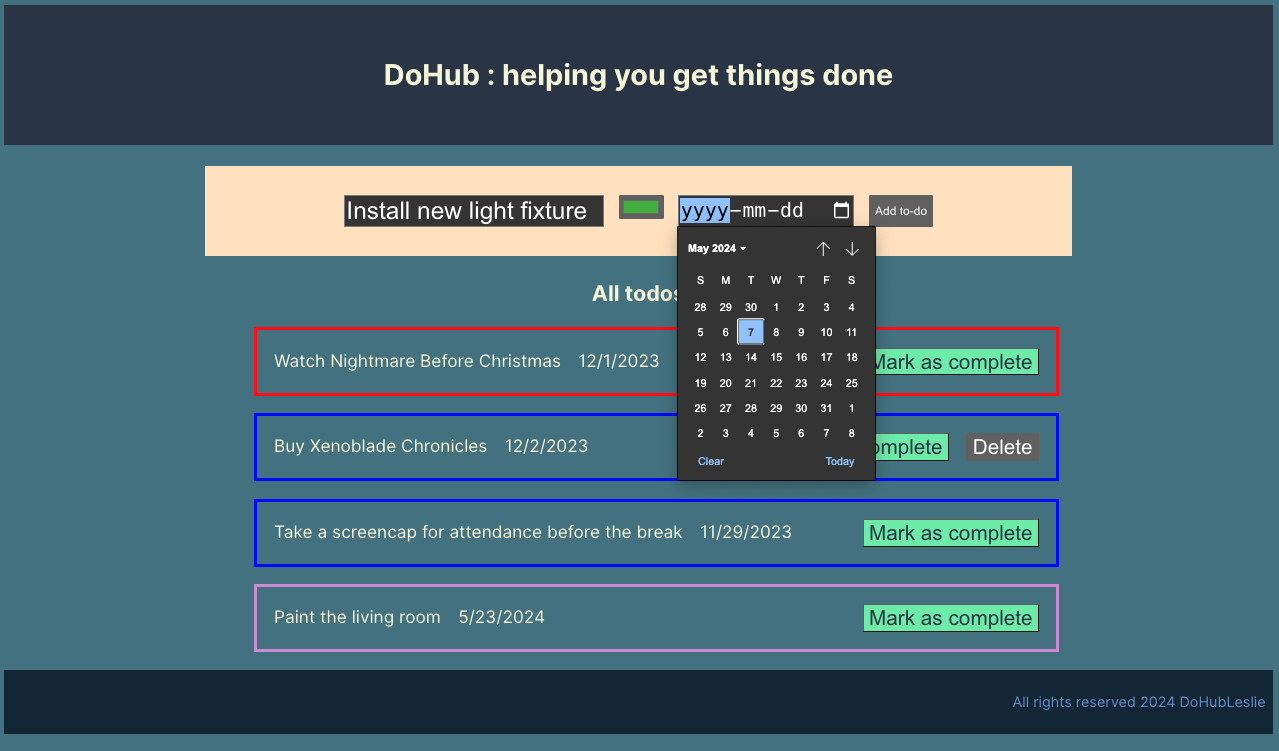 DoHub : helping you get things done
Install new light fixture yyyy-mm-dd Add to-do
May 2024
S M T W T F S
28 29 30 1 2 3 4
5 6 7 8 9 10 11
12 13 14 15 16 17 18
19 20 21 22 23 24 25
26 27 28 29 30 31 1
2 3 4 5 6 7 8
Clear Today
All todos
Watch Nightmare Before Christmas 12/1/2023 Mark as complete
Buy Xenoblade Chronicles 12/2/2023 omplete Delete
Take a screencap for attendance before the break 11/29/2023 Mark as complete
Paint the living room 5/23/2024 Mark as complete
All rights reserved 2024 DoHubLeslie